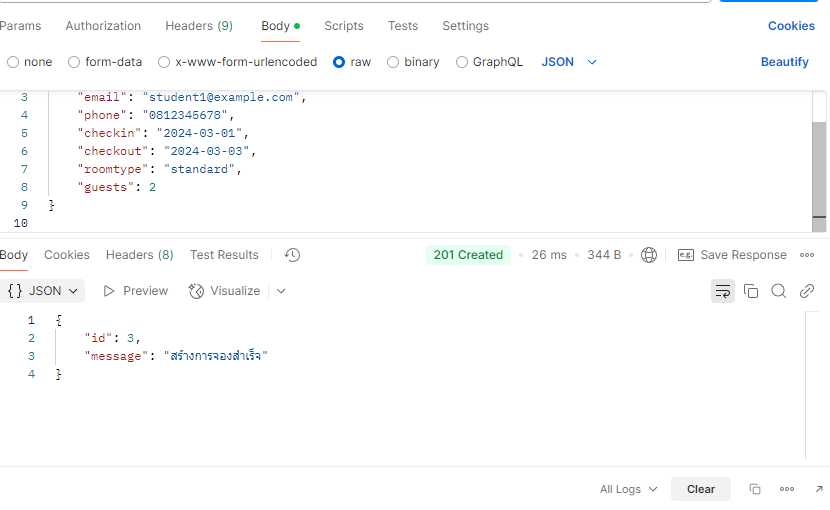 Params Authorization Headers (9) Body Scripts Tests Settings Cookies
none form-data x-www-form-urlencoded raw binary GraphQL JSON Beautify
3 "email": "student1@example.com",
4 "phone": "0812345678",
5 "checkin": "2024-03-01",
6 "checkout": "2024-03-03",
7 "roomtype": "standard",
8 "guests": 2
9 }
10
Body Cookies Headers (8) Test Results 201 Created 26 ms 344 B e.g. Save Response
{} JSON Preview Visualize
1 {
2 "id": 3,
3 "message": "สร้างการจองสำเร็จ"
4 }
All Logs Clear